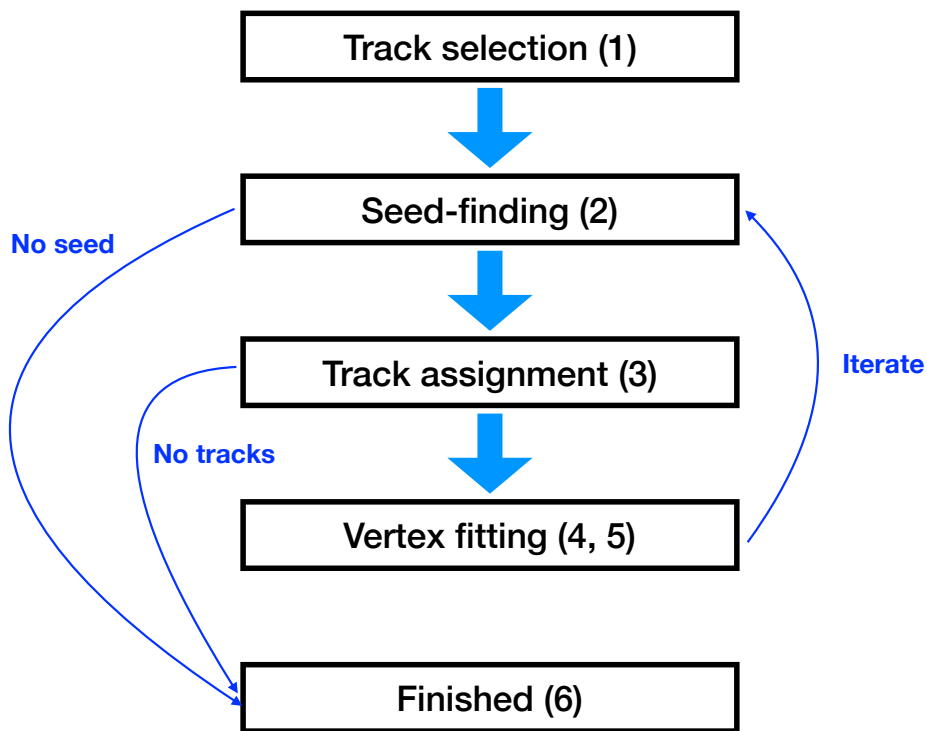 Track selection (1)
Seed-finding (2)
No seed
Track assignment (3)
Iterate
No tracks
Vertex fitting (4, 5)
Finished (6)